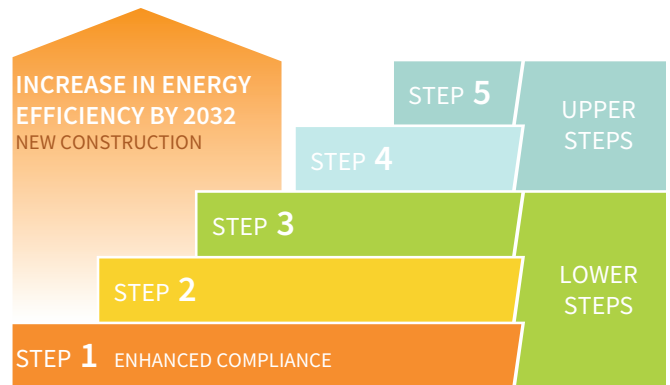 INCREASE IN ENERGY
EFFICIENCY BY 2032
NEW CONSTRUCTION
STEP 5
UPPER
STEPS
STEP 4
STEP 3
STEP 2
LOWER
STEPS
STEP 1 ENHANCED COMPLIANCE